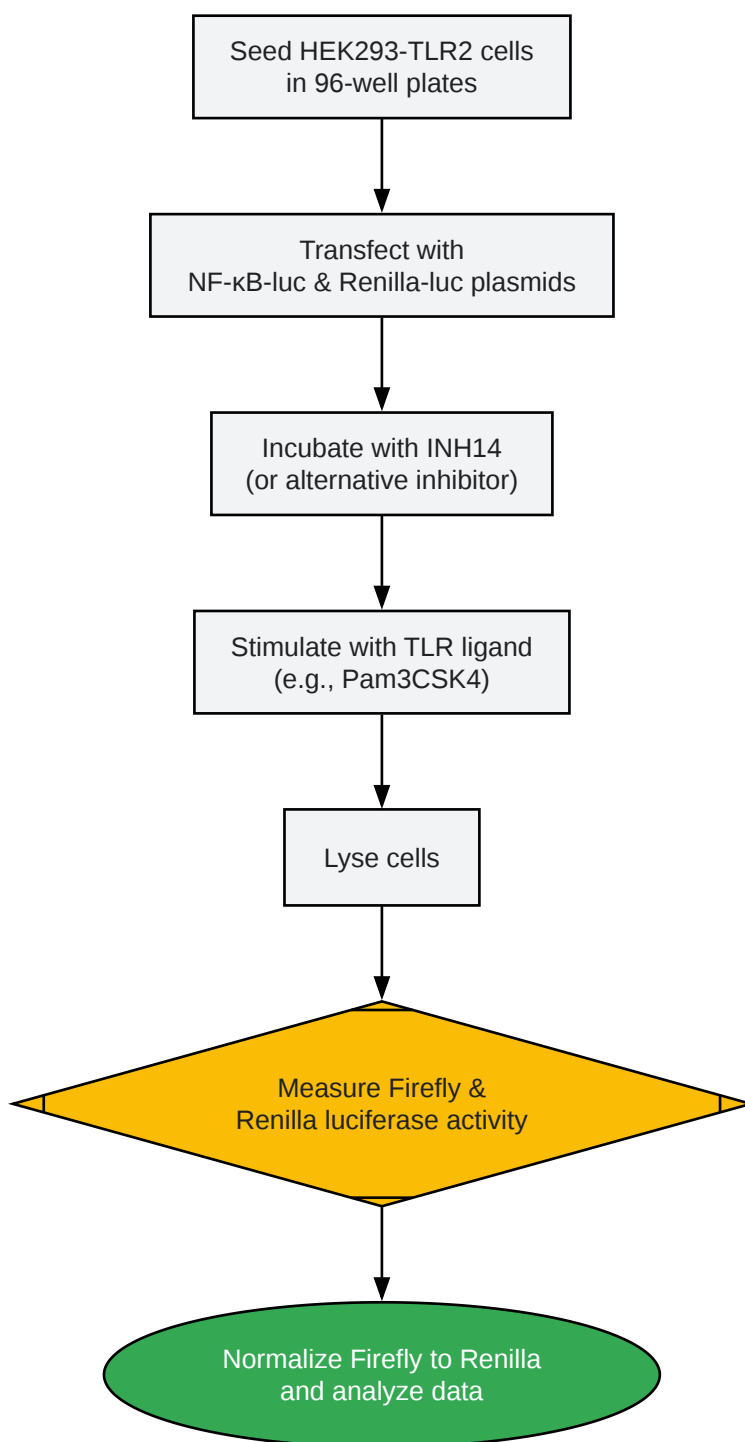 Seed HEK293-TLR2 cells
in 96-well plates
Transfect with
NF-κB-luc & Renilla-luc plasmids
Incubate with INH14
(or alternative inhibitor)
Stimulate with TLR ligand
(e.g., Pam3CSK4)
Lyse cells
Measure Firefly &
Renilla luciferase activity
Normalize Firefly to Renilla
and analyze data